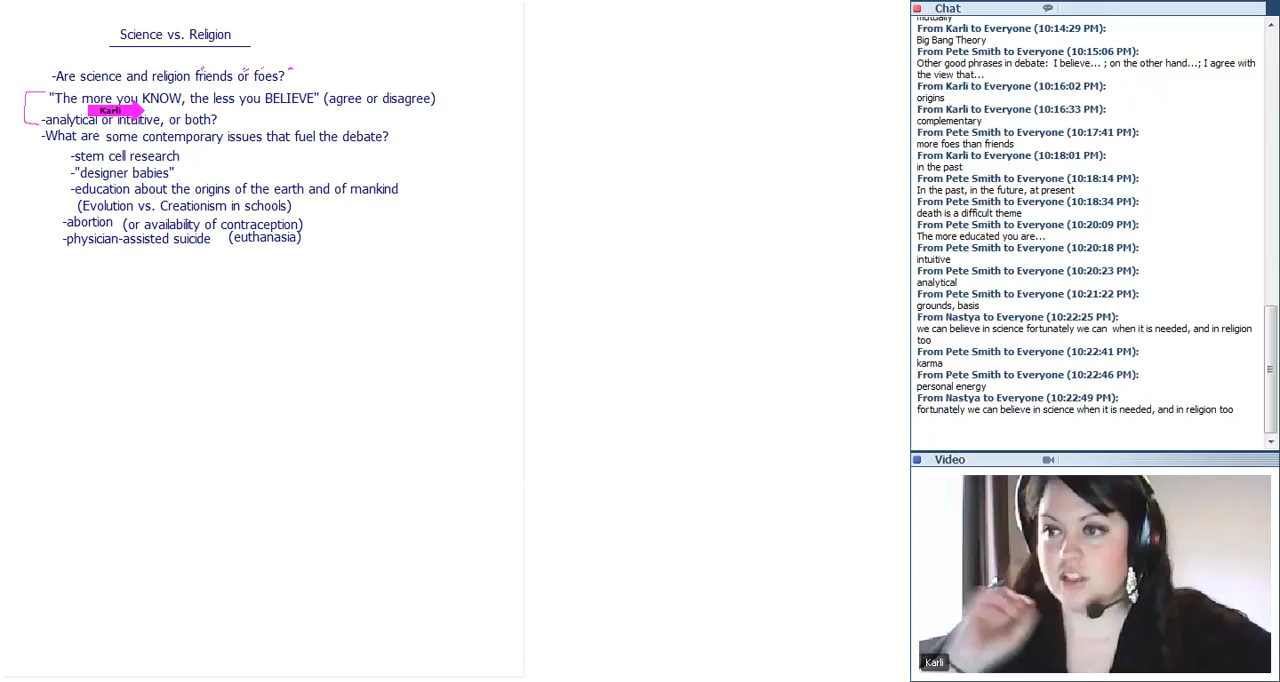 Science vs. Religion
-Are science and religion friends or foes?
"The more you KNOW, the less you BELIEVE" (agree or disagree)
Karli
-analytical or intuitive, or both?
-What are some contemporary issues that fuel the debate?
-stem cell research
-"designer babies"
-education about the origins of the earth and of mankind
(Evolution vs. Creationism in schools)
-abortion (or availability of contraception)
-physician-assisted suicide (euthanasia)
Chat
mutually
From Karli to Everyone (10:14:29 PM):
Big Bang Theory
From Pete Smith to Everyone (10:15:06 PM):
Other good phrases in debate: I believe... ; on the other hand...; I agree with
the view that...
From Karli to Everyone (10:16:02 PM):
origins
From Karli to Everyone (10:16:33 PM):
complementary
From Pete Smith to Everyone (10:17:41 PM):
more foes than friends
From Karli to Everyone (10:18:01 PM):
in the past
From Pete Smith to Everyone (10:18:14 PM):
In the past, in the future, at present
From Pete Smith to Everyone (10:18:34 PM):
death is a difficult theme
From Pete Smith to Everyone (10:20:09 PM):
The more educated you are...
From Pete Smith to Everyone (10:20:18 PM):
intuitive
From Pete Smith to Everyone (10:20:23 PM):
analytical
From Pete Smith to Everyone (10:21:22 PM):
grounds, basis
From Nastya to Everyone (10:22:25 PM):
we can believe in science fortunately we can when it is needed, and in religion
too
From Pete Smith to Everyone (10:22:41 PM):
karma
From Pete Smith to Everyone (10:22:46 PM):
personal energy
From Nastya to Everyone (10:22:49 PM):
fortunately we can believe in science when it is needed, and in religion too
Video
Karli